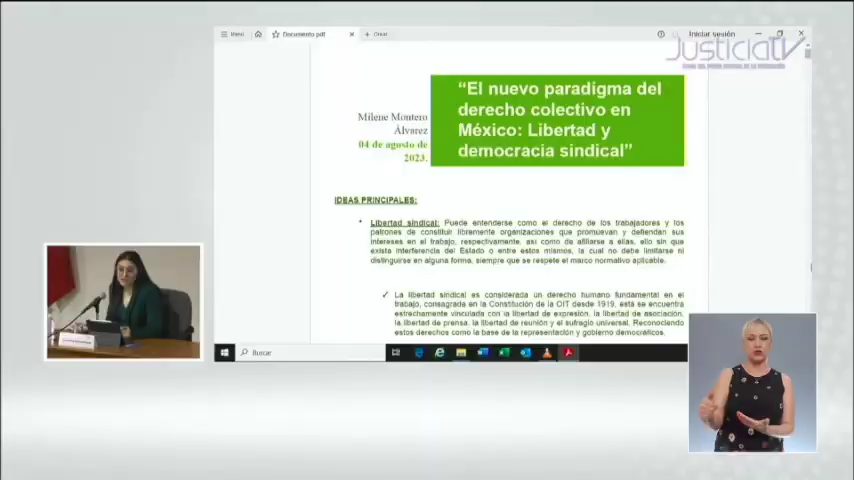 Menú
Documento.pdf
Crear
Iniciar sesión
JusticiaTV
“El nuevo paradigma del
derecho colectivo en
México: Libertad y
democracia sindical”
Milene Montero
Álvarez
04 de agosto de
2023.
IDEAS PRINCIPALES:
Libertad sindical: Puede entenderse como el derecho de los trabajadores y los
patrones de constituir libremente organizaciones que promuevan y defiendan sus
intereses en el trabajo, respectivamente, así como de afiliarse a ellas, ello sin que
exista interferencia del Estado o entre estos mismos, la cual no debe limitarse ni
distinguirse en alguna forma, siempre que se respete el marco normativo aplicable.
✓ La libertad sindical es considerada un derecho humano fundamental en el
trabajo, consagrada en la Constitución de la OIT desde 1919, está se encuentra
estrechamente vinculada con la libertad de expresión, la libertad de asociación,
la libertad de prensa, la libertad de reunión y el sufragio universal. Reconociendo
estos derechos como la base de la representación y gobierno democráticos.
Buscar